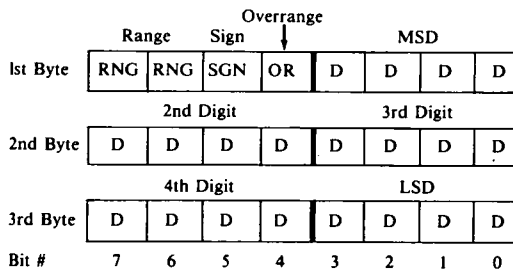 Overrange
Range Sign MSD
1st Byte RNG RNG SGN OR D D D D
2nd Digit 3rd Digit
2nd Byte D D D D D D D D
4th Digit LSD
3rd Byte D D D D D D D D
Bit # 7 6 5 4 3 2 1 0